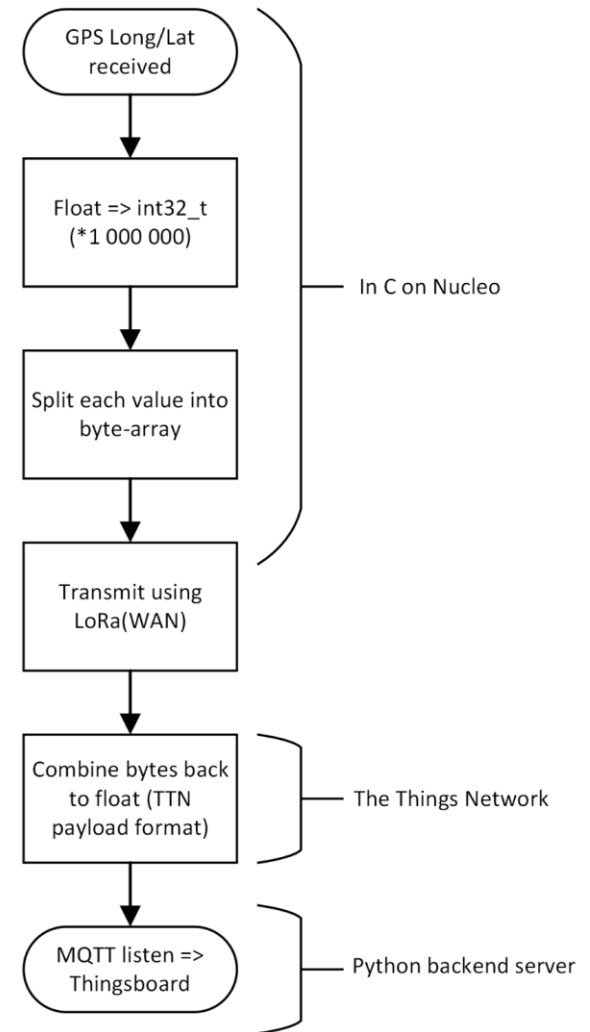 GPS Long/Lat
received
Float => int32_t
(*1 000 000)
In C on Nucleo
Split each value into
byte-array
Transmit using
LoRa(WAN)
Combine bytes back
to float (TTN
payload format)
The Things Network
MQTT listen =>
Thingsboard
Python backend server